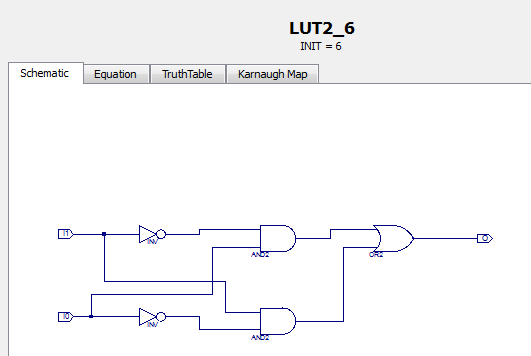 LUT2_6
INIT = 6
Schematic Equation TruthTable Karnaugh Map
I1
INV
AND2
OR2
O
I0
INV
AND2